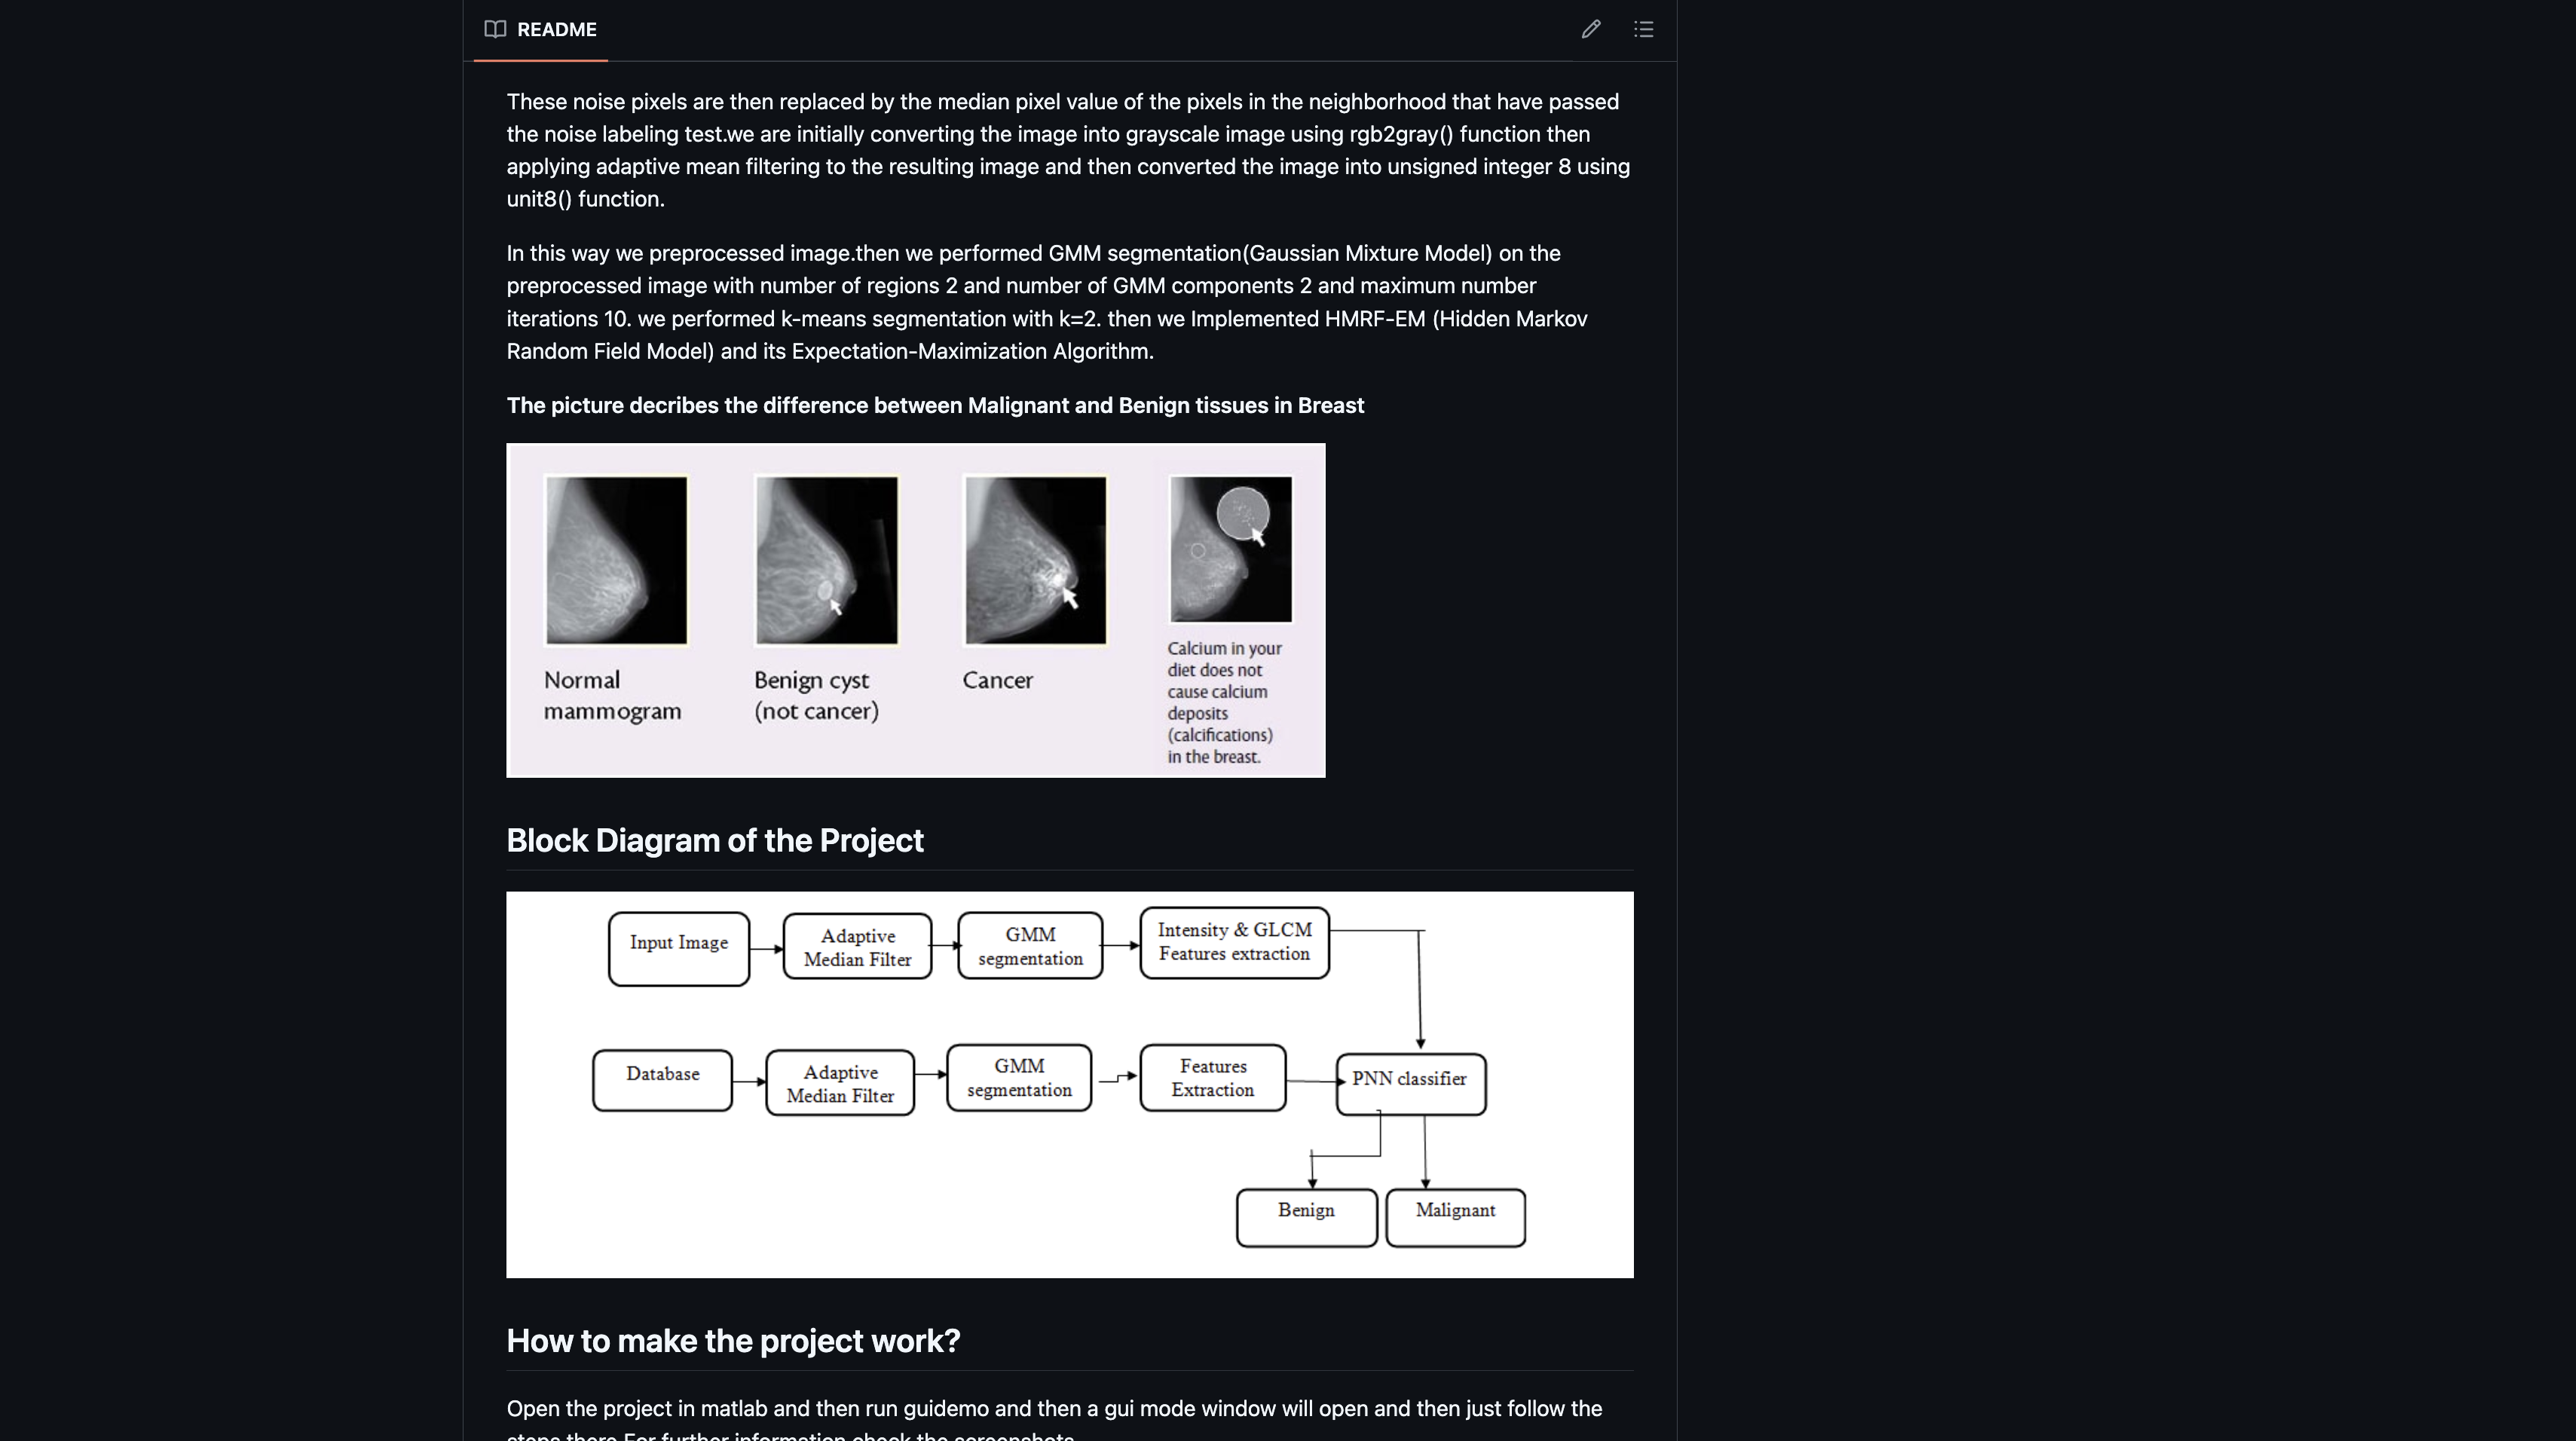 README
These noise pixels are then replaced by the median pixel value of the pixels in the neighborhood that have passed
the noise labeling test.we are initially converting the image into grayscale image using rgb2gray() function then
applying adaptive mean filtering to the resulting image and then converted the image into unsigned integer 8 using
unit8() function.
In this way we preprocessed image.then we performed GMM segmentation(Gaussian Mixture Model) on the
preprocessed image with number of regions 2 and number of GMM components 2 and maximum number
iterations 10. we performed k-means segmentation with k=2. then we Implemented HMRF-EM (Hidden Markov
Random Field Model) and its Expectation-Maximization Algorithm.
The picture decribes the difference between Malignant and Benign tissues in Breast
Normal
mammogram
Benign cyst
(not cancer)
Cancer
Calcium in your
diet does not
cause calcium
deposits
(calcifications)
in the breast.
Block Diagram of the Project
Input Image
Adaptive
Median Filter
GMM
segmentation
Intensity & GLCM
Features extraction
Database
Adaptive
Median Filter
GMM
segmentation
Features
Extraction
PNN classifier
Benign
Malignant
How to make the project work?
Open the project in matlab and then run guidemo and then a gui mode window will open and then just follow the
steps there.For further information check the screenshots